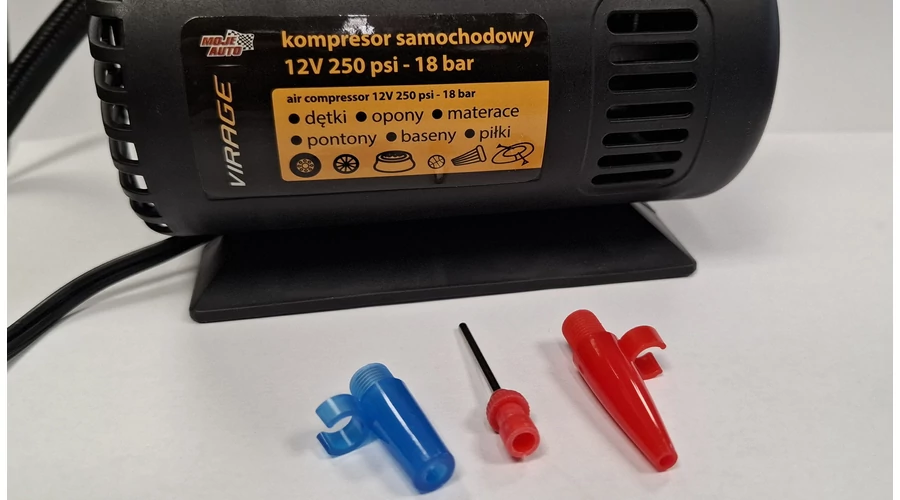 MOJE
AUTO
VIRAGE
kompresor samochodowy
12V 250 psi - 18 bar
air compressor 12V 250 psi - 18 bar
● dętki ● opony ● materace
● pontony ● baseny ● piłki